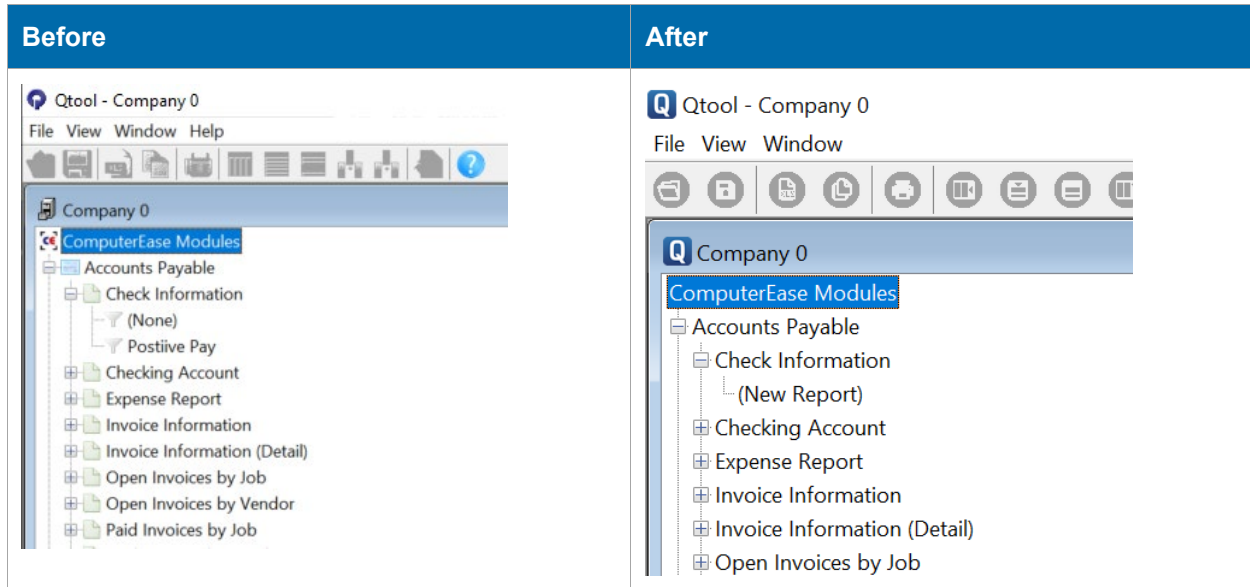 Before
Qtool - Company 0
File View Window Help
Company 0
ComputerEase Modules
Accounts Payable
Check Information
(None)
Postiive Pay
Checking Account
Expense Report
Invoice Information
Invoice Information (Detail)
Open Invoices by Job
Open Invoices by Vendor
Paid Invoices by Job
After
Qtool - Company 0
File View Window
Company 0
ComputerEase Modules
Accounts Payable
Check Information
(New Report)
Checking Account
Expense Report
Invoice Information
Invoice Information (Detail)
Open Invoices by Job